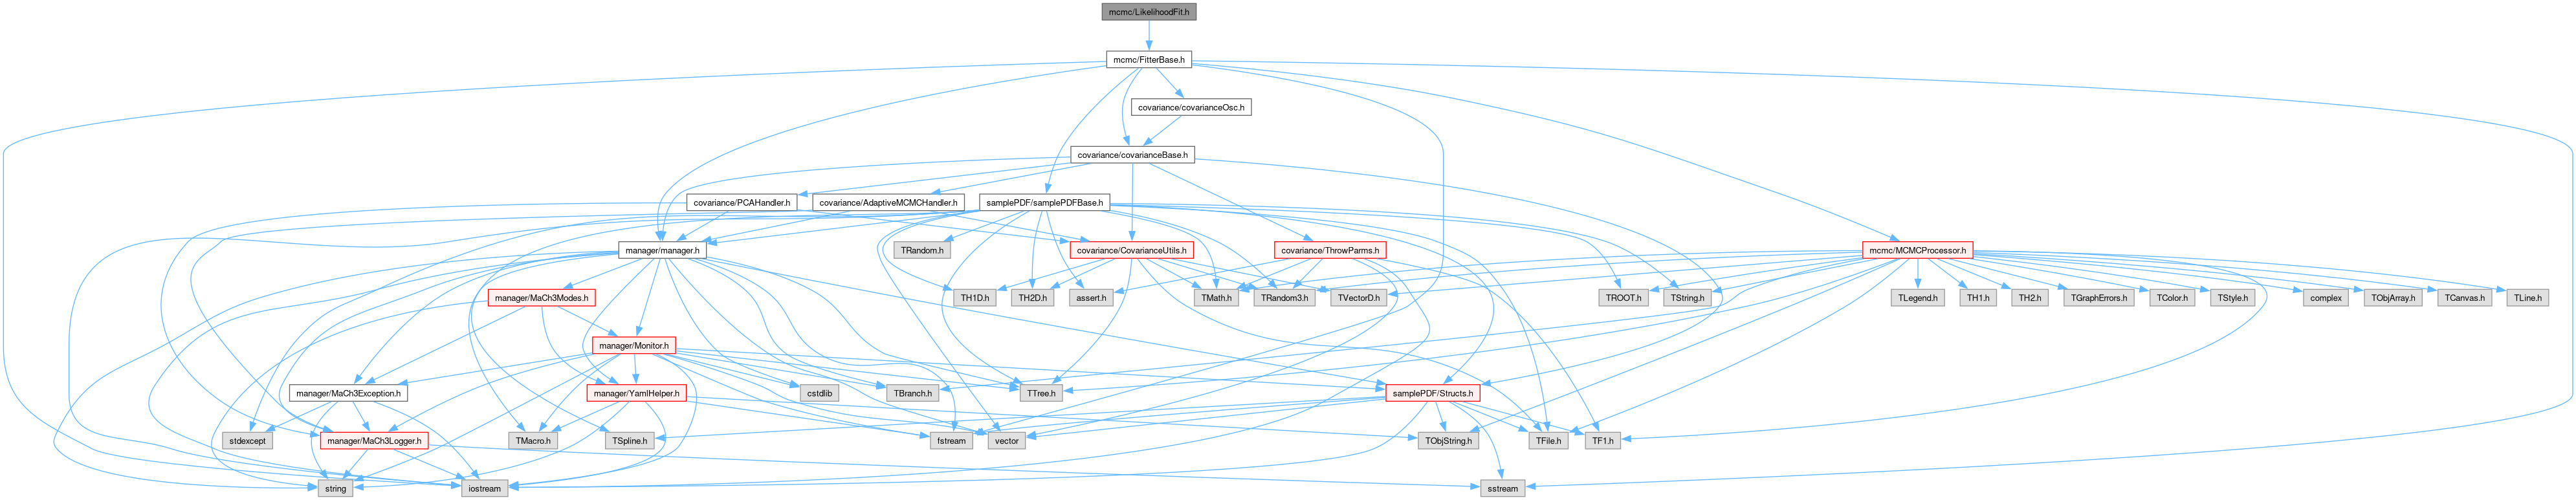 mcmc/LikelihoodFit.h
mcmc/FitterBase.h
covariance/covarianceOsc.h
covariance/covarianceBase.h
covariance/PCAHandler.h
covariance/AdaptiveMCMCHandler.h
samplePDF/samplePDFBase.h
manager/manager.h
TRandom.h
covariance/CovarianceUtils.h
covariance/ThrowParms.h
mcmc/MCMCProcessor.h
manager/MaCh3Modes.h
TH1D.h
TH2D.h
assert.h
TMath.h
TRandom3.h
TVectorD.h
TROOT.h
TString.h
TLegend.h
TH1.h
TH2.h
TGraphErrors.h
TColor.h
TStyle.h
complex
TObjArray.h
TCanvas.h
TLine.h
manager/Monitor.h
manager/MaCh3Exception.h
manager/YamlHelper.h
cstdlib
TBranch.h
TTree.h
samplePDF/Structs.h
stdexcept
manager/MaCh3Logger.h
TMacro.h
TSpline.h
fstream
vector
TObjString.h
TFile.h
TF1.h
string
iostream
sstream